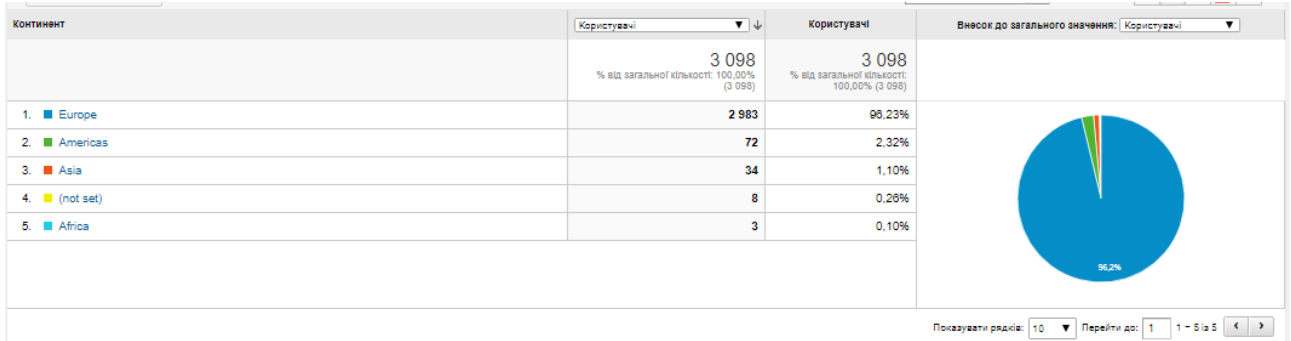 Континент Користувачі Користувачі Внесок до загального значення: Користувачі
3 098 3 098
% від загальної кількості: 100,00% % від загальної кількості:
(3 098) 100,00% (3 098)
1. Europe 2 983 96,23%
2. Americas 72 2,32%
3. Asia 34 1,10%
4. (not set) 8 0,26%
5. Africa 3 0,10%
96,2%
Показувати рядків: 10 Перейти до: 1 1 – 5 із 5